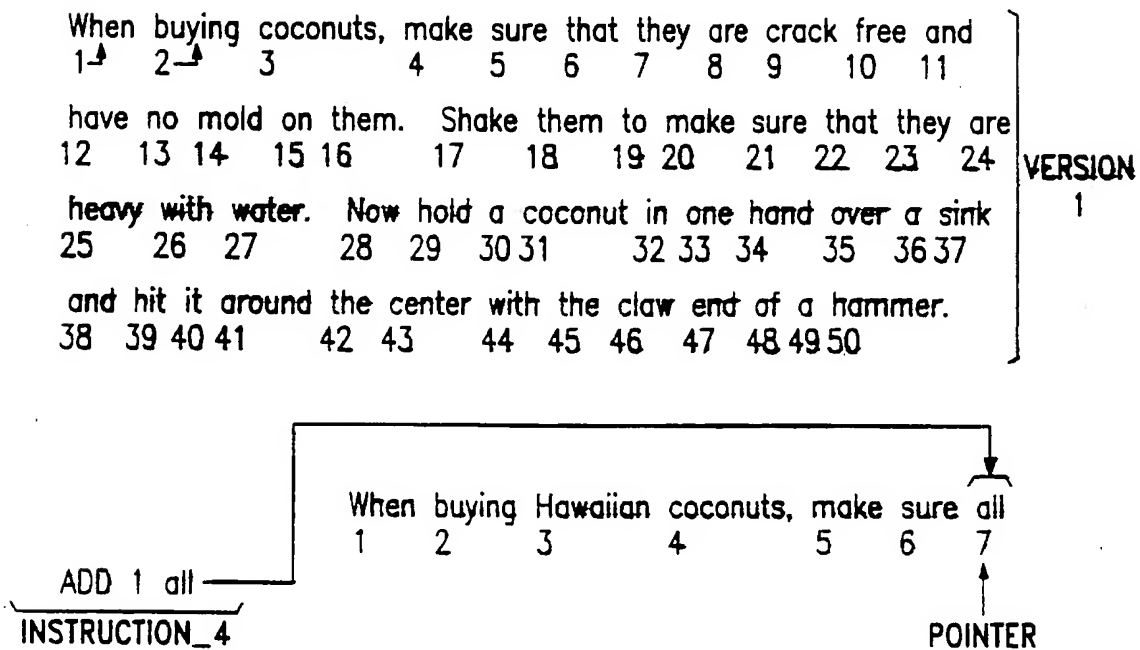 When buying coconuts, make sure that they are crack free and
1 2 3 4 5 6 7 8 9 10 11
have no mold on them. Shake them to make sure that they are
12 13 14 15 16 17 18 19 20 21 22 23 24
heavy with water. Now hold a coconut in one hand over a sink
25 26 27 28 29 30 31 32 33 34 35 36 37
and hit it around the center with the claw end of a hammer.
38 39 40 41 42 43 44 45 46 47 48 49 50
VERSION
1
When buying Hawaiian coconuts, make sure all
1 2 3 4 5 6 7
ADD 1 all
INSTRUCTION_4
POINTER